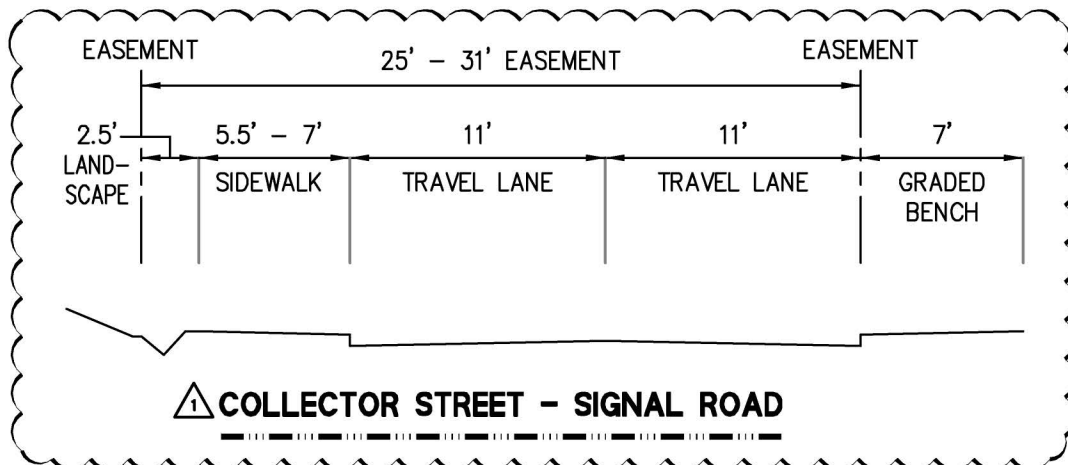 EASEMENT
25' - 31' EASEMENT
EASEMENT
2.5'
LAND-
SCAPE
5.5' - 7'
SIDEWALK
11'
TRAVEL LANE
11'
TRAVEL LANE
7'
GRADED
BENCH
1
COLLECTOR STREET - SIGNAL ROAD